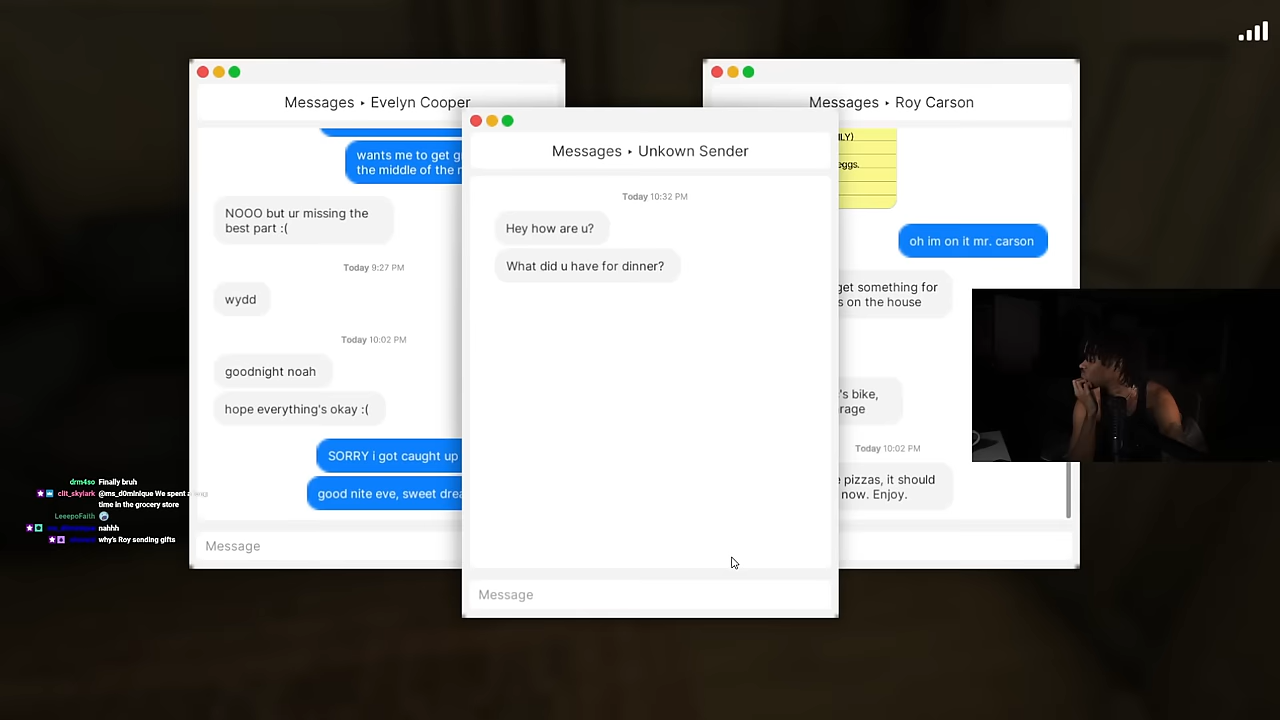 Messages ‣ Evelyn Cooper
wants me to get g
the middle of the
NOOO but ur missing the
best part :(
Today 9:27 PM
wydd
Today 10:02 PM
goodnight noah
hope everything's okay :(
SORRY i got caught up
good nite eve, sweet
Message
Messages ‣ Unkown Sender
Today 10:32 PM
Hey how are u?
What did u have for dinner?
Message
Messages ‣ Roy Carson
ILY)
eggs.
oh im on it mr. carson
get something for
s on the house
's bike,
rage
Today 10:02 PM
pizzas, it should
now. Enjoy.
drm4so Finally bruh
clit_skylark @ms_d0minique We spent a
time in the grocery store
LeeepoFaith
nahhh
why's Roy sending gifts